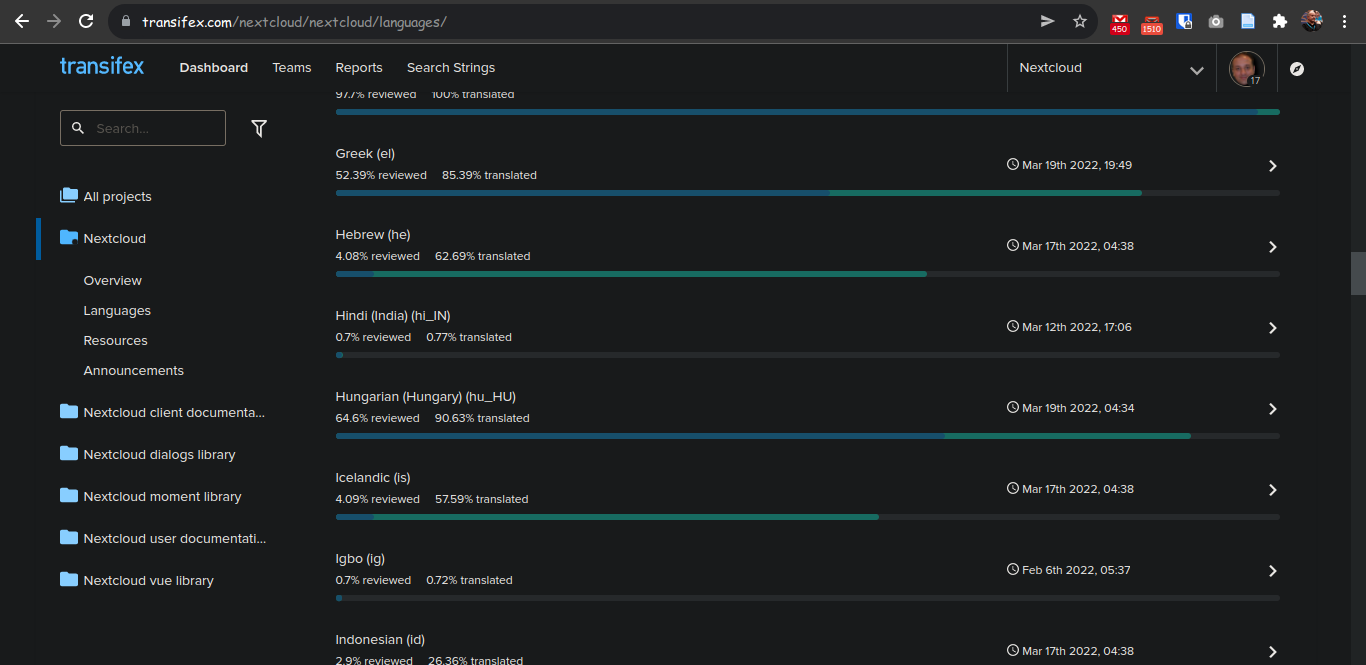 transifex.com/nextcloud/nextcloud/languages/
450
1510
transifex
Dashboard
Teams
Reports
Search Strings
Nextcloud
17
Search...
All projects
Nextcloud
Overview
Languages
Resources
Announcements
Nextcloud client documenta...
Nextcloud dialogs library
Nextcloud moment library
Nextcloud user documentati...
Nextcloud vue library
97.7% reviewed 100% translated
Greek (el)
52.39% reviewed 85.39% translated
Mar 19th 2022, 19:49
Hebrew (he)
4.08% reviewed 62.69% translated
Mar 17th 2022, 04:38
Hindi (India) (hi_IN)
0.7% reviewed 0.77% translated
Mar 12th 2022, 17:06
Hungarian (Hungary) (hu_HU)
64.6% reviewed 90.63% translated
Mar 19th 2022, 04:34
Icelandic (is)
4.09% reviewed 57.59% translated
Mar 17th 2022, 04:38
Igbo (ig)
0.7% reviewed 0.72% translated
Feb 6th 2022, 05:37
Indonesian (id)
2.9% reviewed 26.36% translated
Mar 17th 2022, 04:38